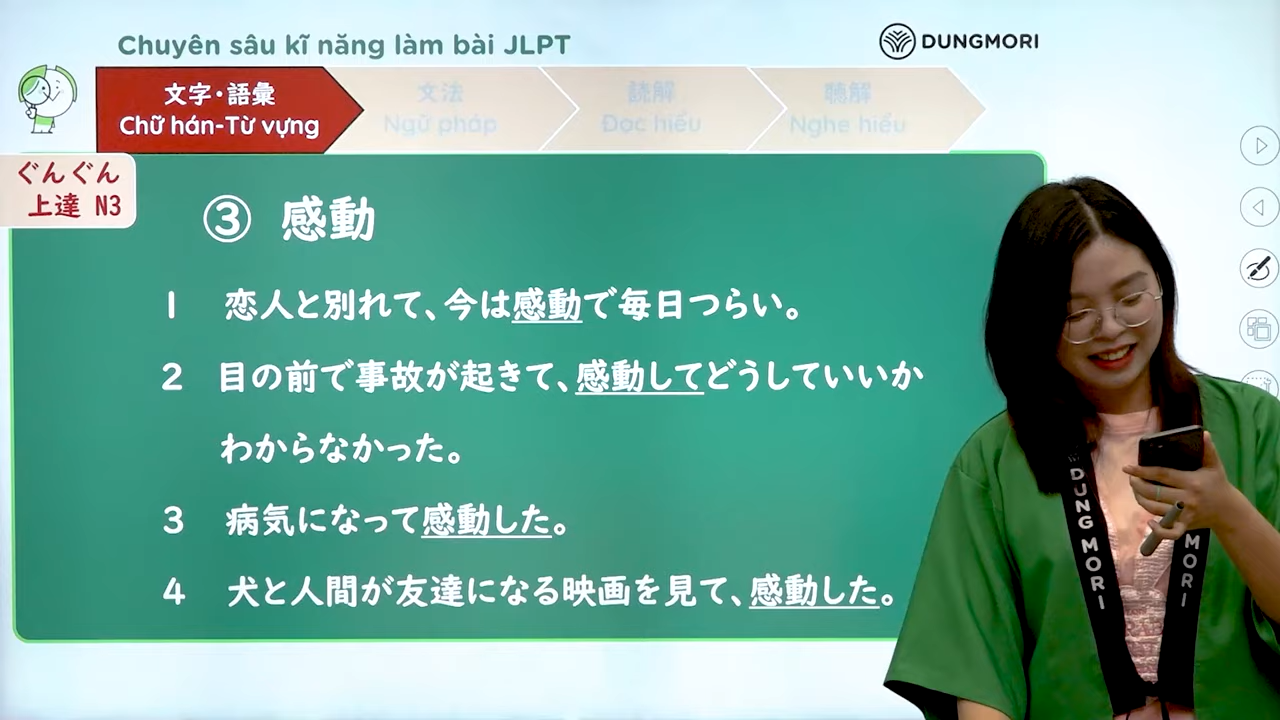 Chuyên sâu kĩ năng làm bài JLPT
DUNGMORI
文字・語彙
Chữ hán-Từ vựng
文法
Ngữ pháp
読解
Đọc hiểu
聴解
Nghe hiểu
ぐんぐん
上達 N3
③ 感動
1 恋人と別れて、今は感動で毎日つらい。
2 目の前で事故が起きて、感動してどうしていいか
わからなかった。
3 病気になって感動した。
4 犬と人間が友達になる映画を見て、感動した。
DUNG MORI
MORI